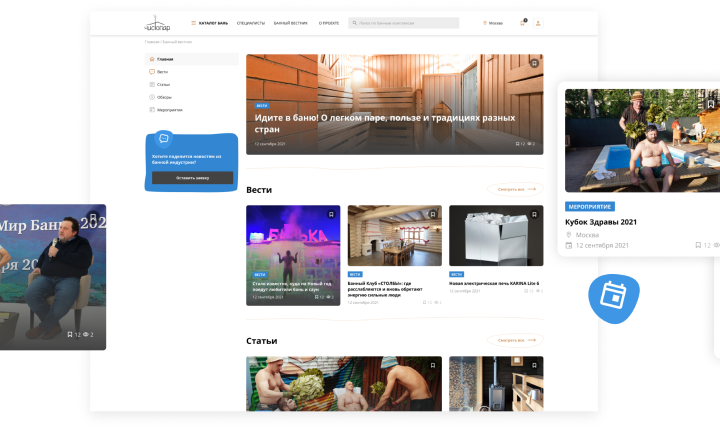 чистопар
КАТАЛОГ БАНЬ
СПЕЦИАЛИСТЫ
БАННЫЙ ВЕСТНИК
О ПРОЕКТЕ
Поиск по банным комплексам
Москва
Главная / Банный вестник
Главная
Вести
Статьи
Обзоры
Мероприятия
Хотите поделится новостью из
банной индустрии?
Оставить заявку
ВЕСТИ
Идите в баню! О легком паре, пользе и традициях разных
стран
12 сентября 2021
12
2
Вести
Смотреть все
БАНЬКА
ВЕСТИ
Стало известно, куда на Новый год
поедут любители бань и саун
12 сентября 2021
12
2
ВЕСТИ
Банный Клуб «СТОЛБЫ»: где
расслабляются и вновь обретают
энергию сильные люди
12 сентября 2021
12
2
ВЕСТИ
Новая электрическая печь KARINA Lite 6
12 сентября 2021
12
2
Статьи
Смотреть все
Мир Бани 202
ря 20
12
2
МЕРОПРИЯТИЕ
Кубок Здравы 2021
Москва
12 сентября 2021
12